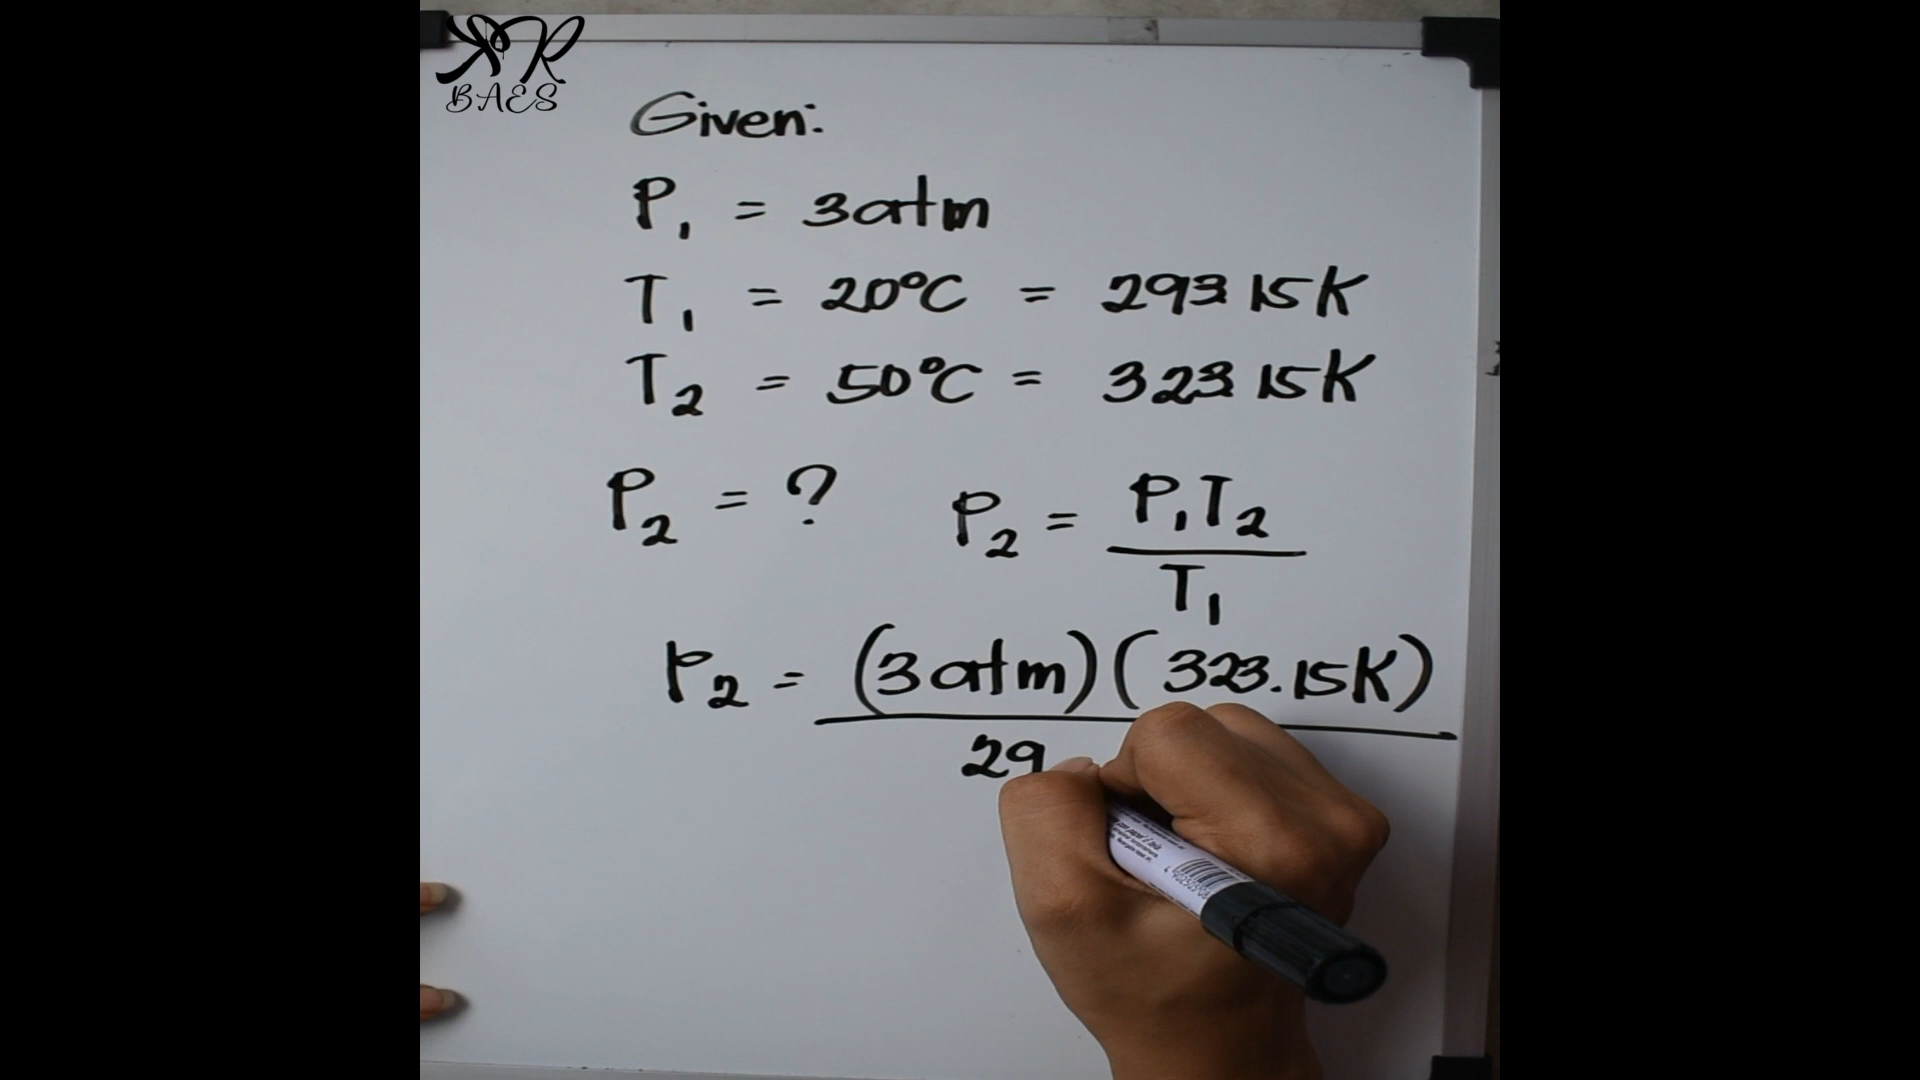 RR
BAES
Given:
P₁ = 3atm
T₁ = 20°C = 293 15K
T₂ = 50°C = 323 15K
P₂ = ? P₂ = P₁T₂ / T₁
P₂ = (3atm)(323.15K)
29